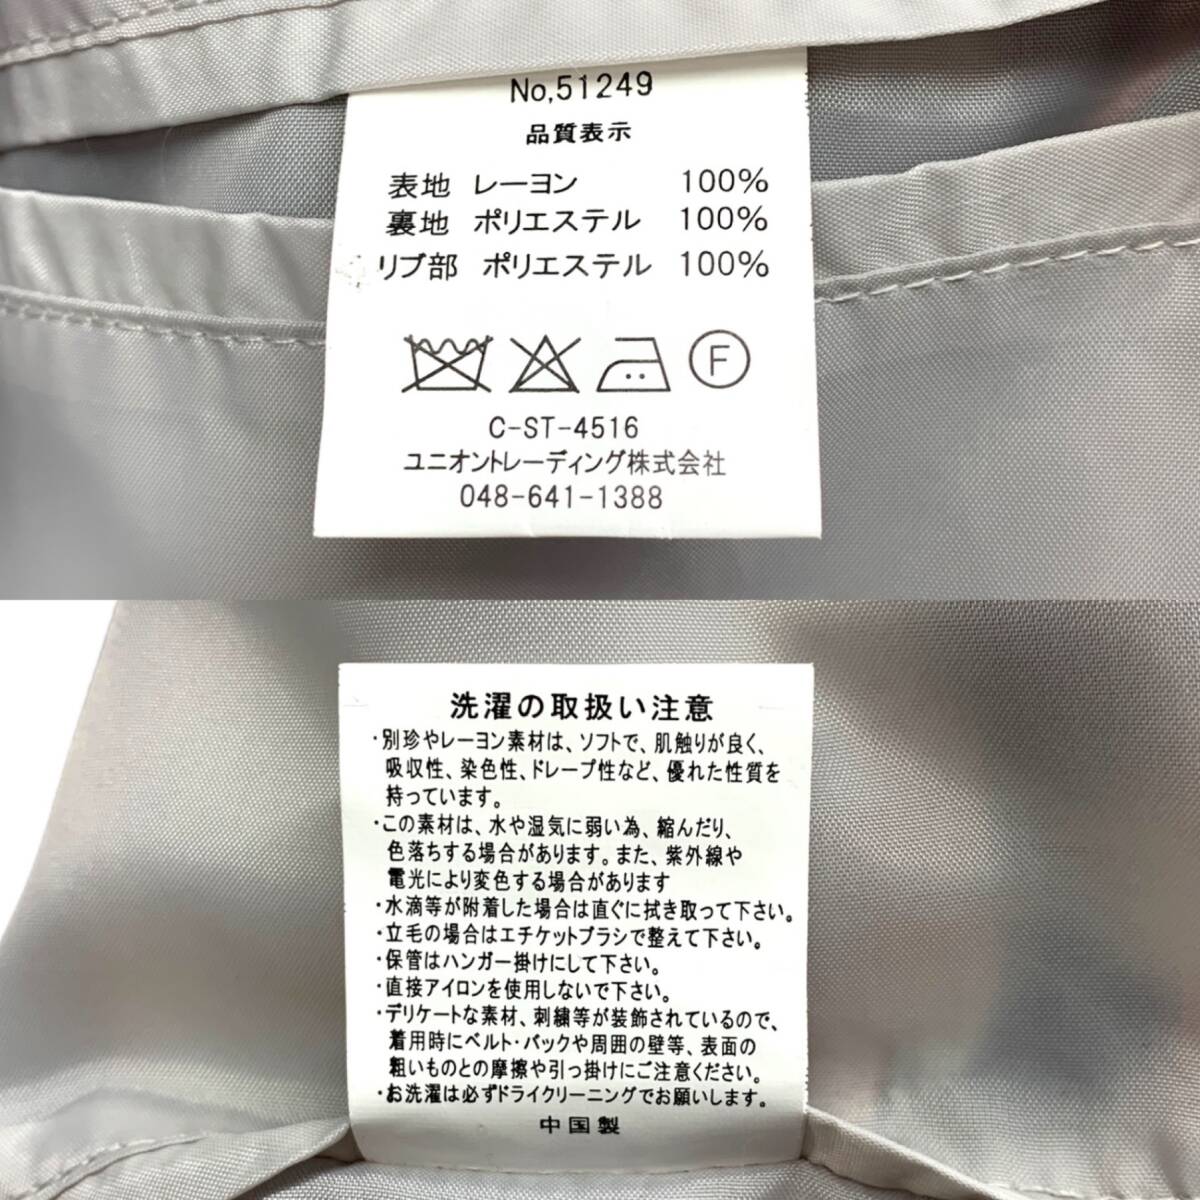 No,51249
品質表示
表地 レーヨン 100%
裏地 ポリエステル 100%
リブ部 ポリエステル 100%
F
C-ST-4516
ユニオントレーディング株式会社
048-641-1388
洗濯の取扱い注意
・別珍やレーヨン素材は、ソフトで、肌触りが良く、
吸収性、染色性、ドレープ性など、優れた性質を
持っています。
・この素材は、水や湿気に弱い為、縮んだり、
色落ちする場合があります。また、紫外線や
電光により変色する場合があります
・水滴等が附着した場合は直ぐに拭き取って下さい。
・立毛の場合はエチケットブラシで整えて下さい。
・保管はハンガー掛けにして下さい。
・直接アイロンを使用しないで下さい。
・デリケートな素材、刺繍等が装飾されているので、
着用時にベルト・バックや周囲の壁等、表面の
粗いものとの摩擦や引っ掛けにご注意ください。
・お洗濯は必ずドライクリーニングでお願いします。
中国製